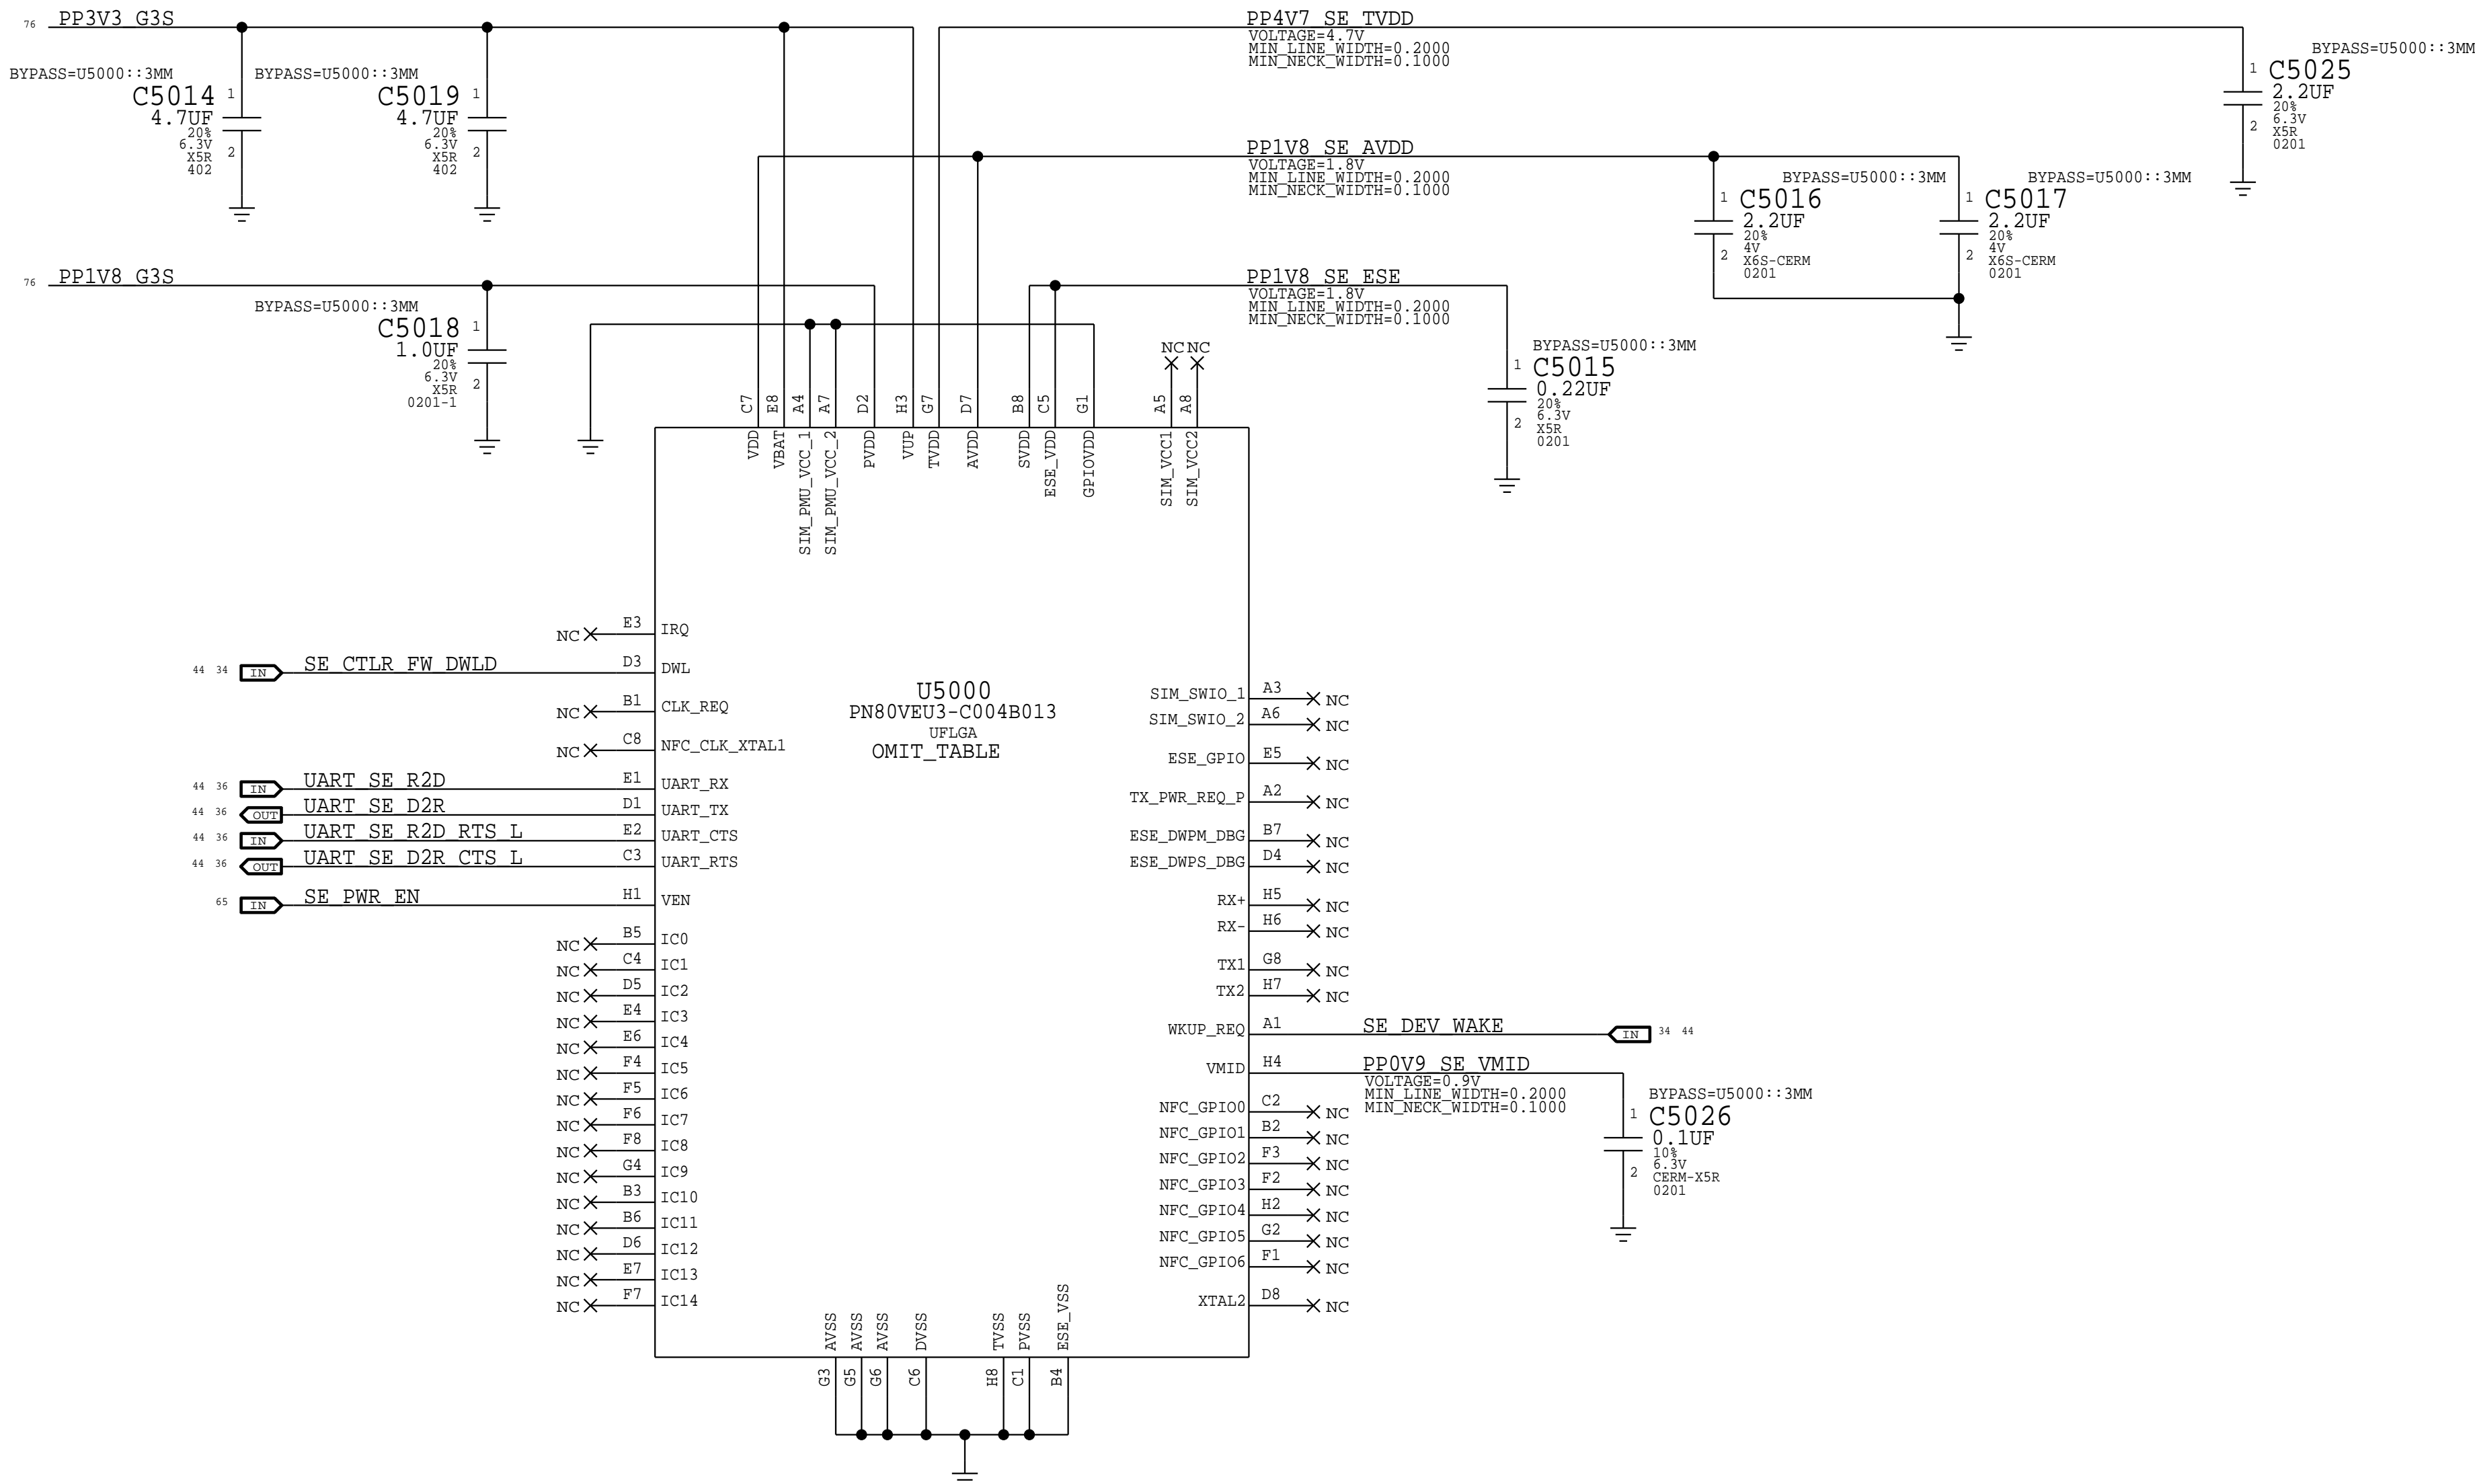 76 PP3V3_G3S
PP4V7_SE_TVDD
VOLTAGE=4.7V
MIN_LINE_WIDTH=0.2000
MIN_NECK_WIDTH=0.1000
BYPASS=U5000::3MM
C5014
4.7UF
20%
6.3V
X5R
402
1
2
BYPASS=U5000::3MM
C5019
4.7UF
20%
6.3V
X5R
402
1
2
BYPASS=U5000::3MM
1
2
C5025
2.2UF
20%
6.3V
X5R
0201
PP1V8_SE_AVDD
VOLTAGE=1.8V
MIN_LINE_WIDTH=0.2000
MIN_NECK_WIDTH=0.1000
BYPASS=U5000::3MM
1
2
C5016
2.2UF
20%
4V
X6S-CERM
0201
BYPASS=U5000::3MM
1
2
C5017
2.2UF
20%
4V
X6S-CERM
0201
76 PP1V8_G3S
BYPASS=U5000::3MM
C5018
1.0UF
20%
6.3V
X5R
0201-1
1
2
PP1V8_SE_ESE
VOLTAGE=1.8V
MIN_LINE_WIDTH=0.2000
MIN_NECK_WIDTH=0.1000
BYPASS=U5000::3MM
1
2
C5015
0.22UF
20%
6.3V
X5R
0201
NC NC
C7 VDD
E8 VBAT
A4 SIM_PMU_VCC_1
A7 SIM_PMU_VCC_2
D2 PVDD
H3 VUP
G7 TVDD
D7 AVDD
B8 SVDD
C5 ESE_VDD
G1 GPIOVDD
A5 SIM_VCC1
A8 SIM_VCC2
U5000
PN80VEU3-C004B013
UFLGA
OMIT_TABLE
NC E3 IRQ
44 34 IN SE_CTLR_FW_DWLD D3 DWL
NC B1 CLK_REQ
NC C8 NFC_CLK_XTAL1
44 36 IN UART_SE_R2D E1 UART_RX
44 36 OUT UART_SE_D2R D1 UART_TX
44 36 IN UART_SE_R2D_RTS_L E2 UART_CTS
44 36 OUT UART_SE_D2R_CTS_L C3 UART_RTS
65 IN SE_PWR_EN H1 VEN
NC B5 IC0
NC C4 IC1
NC D5 IC2
NC E4 IC3
NC E6 IC4
NC F4 IC5
NC F5 IC6
NC F6 IC7
NC F8 IC8
NC G4 IC9
NC B3 IC10
NC B6 IC11
NC D6 IC12
NC E7 IC13
NC F7 IC14
SIM_SWIO_1 A3 NC
SIM_SWIO_2 A6 NC
ESE_GPIO E5 NC
TX_PWR_REQ_P A2 NC
ESE_DWPM_DBG B7 NC
ESE_DWPS_DBG D4 NC
RX+ H5 NC
RX- H6 NC
TX1 G8 NC
TX2 H7 NC
WKUP_REQ A1 SE_DEV_WAKE IN 34 44
VMID H4 PP0V9_SE_VMID
VOLTAGE=0.9V
MIN_LINE_WIDTH=0.2000
MIN_NECK_WIDTH=0.1000
BYPASS=U5000::3MM
1
2
C5026
0.1UF
10%
6.3V
CERM-X5R
0201
NFC_GPIO0 C2 NC
NFC_GPIO1 B2 NC
NFC_GPIO2 F3 NC
NFC_GPIO3 F2 NC
NFC_GPIO4 H2 NC
NFC_GPIO5 G2 NC
NFC_GPIO6 F1 NC
XTAL2 D8 NC
AVSS G3
AVSS G5
AVSS G6
DVSS C6
TVSS H8
PVSS C1
ESE_VSS B4